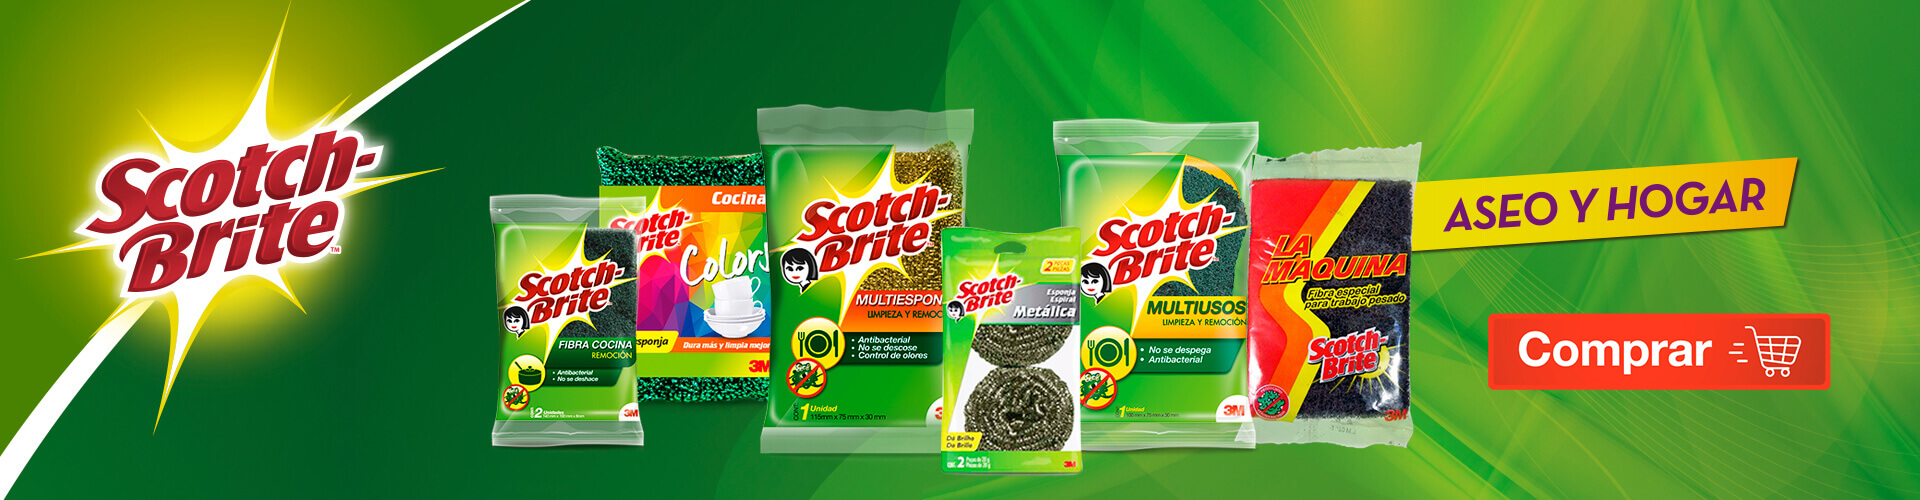 Scotch-
Brite™
Scotch-
Brite
FIBRA COCINA
REMOCIÓN
• Antibacterial
• No se deshace
2 Unidades
3M
Cocina
Scotch-
Brite
Colors
sponja
Dura más y limpia mejor
3M
Scotch-
Brite
MULTIESPON
LIMPIEZA Y REMOC
• Antibacterial
• No se descose
• Control de olores
1 Unidad
115mm x 75 mm x 30 mm
3
2 PEÇAS
PIEZAS
Scotch-
Brite
Esponja
Espiral
Metálica
Dá Brilho
Da Brillo
2
3M
Scotch-
Brite
MULTIUSOS
LIMPIEZA Y REMOCIÓN
• No se despega
• Antibacterial
1 Unidad
3M
LA
MAQUINA
Fibra especial
para trabajo pesado
Scotch-
Brite
3M
ASEO Y HOGAR
Comprar